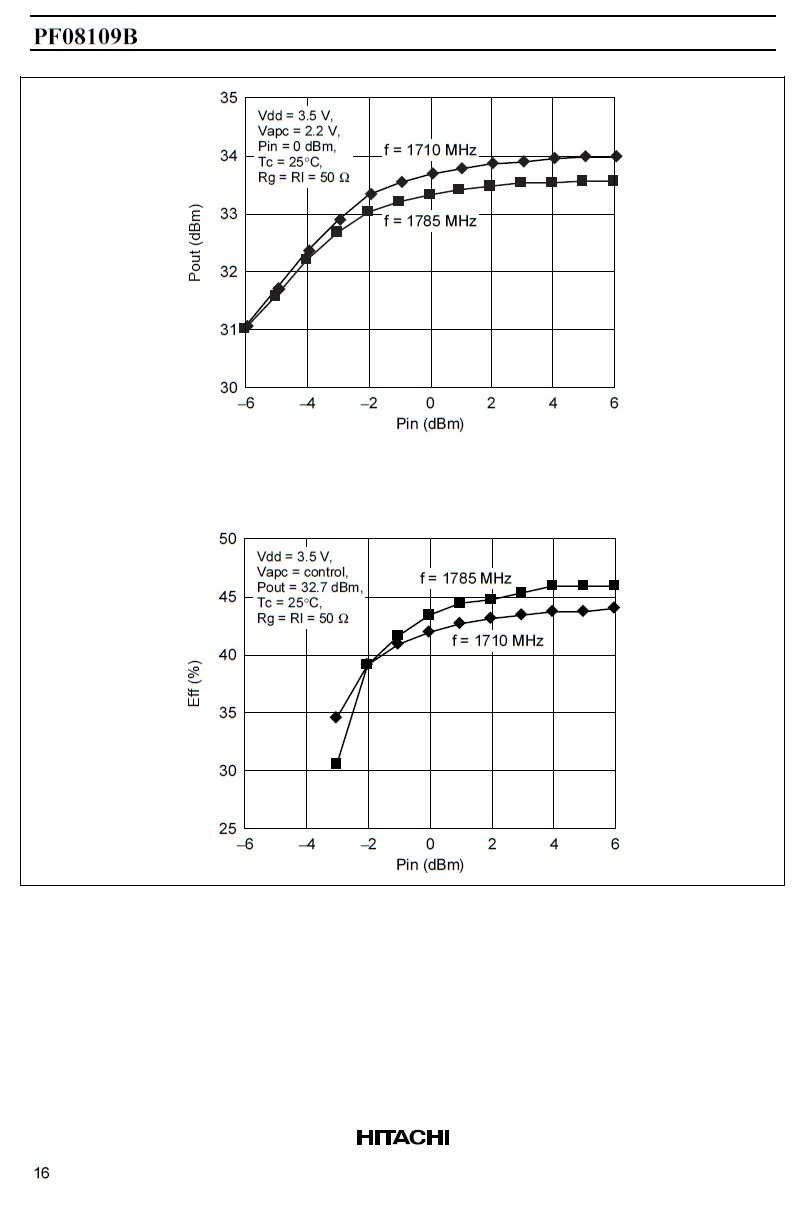 PF08109B
35
34
33
32
31
30
Pout (dBm)
Vdd = 3.5 V,
Vapc = 2.2 V,
Pin = 0 dBm,
Tc = 25°C,
Rg = Rl = 50 Ω
f = 1710 MHz
f = 1785 MHz
–6 –4 –2 0 2 4 6
Pin (dBm)
50
45
40
35
30
25
Eff (%)
Vdd = 3.5 V,
Vapc = control,
Pout = 32.7 dBm,
Tc = 25°C,
Rg = Rl = 50 Ω
f = 1785 MHz
f = 1710 MHz
–6 –4 –2 0 2 4 6
Pin (dBm)
HITACHI
16